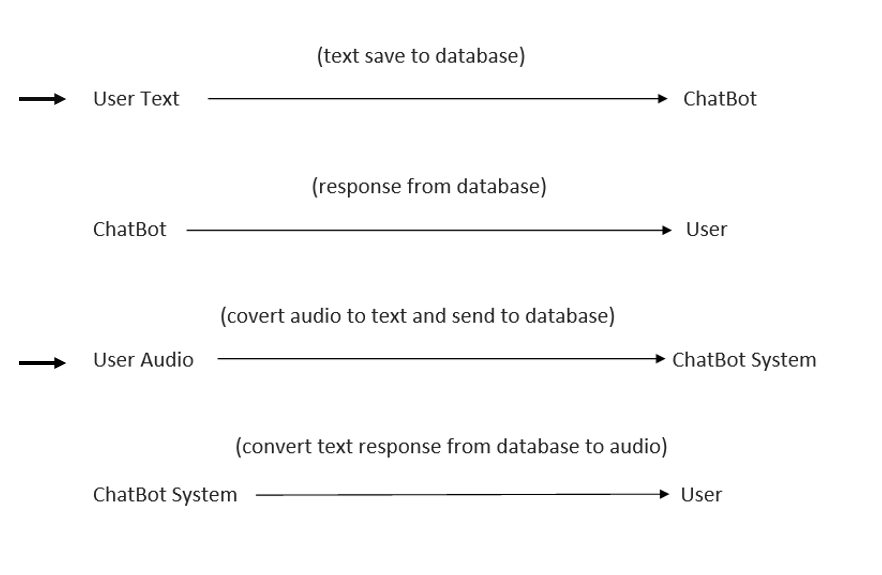 (text save to database)
User Text ChatBot
(response from database)
ChatBot User
(covert audio to text and send to database)
User Audio ChatBot System
(convert text response from database to audio)
ChatBot System User